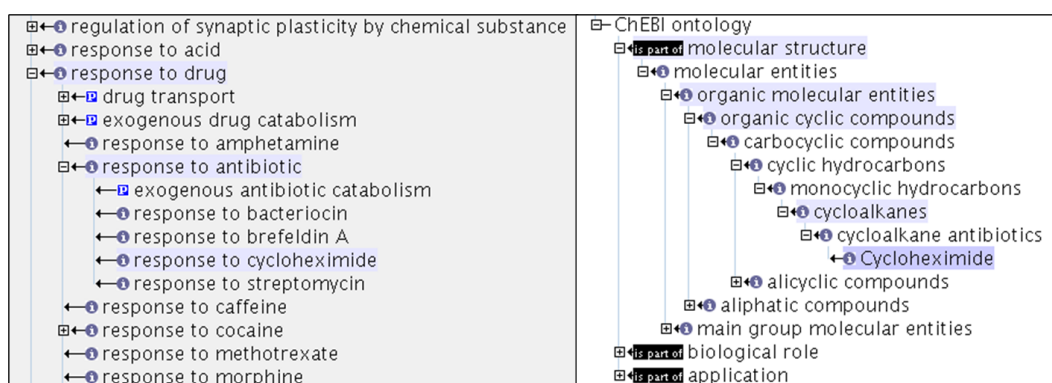 regulation of synaptic plasticity by chemical substance
response to acid
response to drug
drug transport
exogenous drug catabolism
response to amphetamine
response to antibiotic
exogenous antibiotic catabolism
response to bacteriocin
response to brefeldin A
response to cycloheximide
response to streptomycin
response to caffeine
response to cocaine
response to methotrexate
response to morphine
ChEBI ontology
is part of molecular structure
molecular entities
organic molecular entities
organic cyclic compounds
carbocyclic compounds
cyclic hydrocarbons
monocyclic hydrocarbons
cycloalkanes
cycloalkane antibiotics
Cycloheximide
alicyclic compounds
aliphatic compounds
main group molecular entities
is part of biological role
is part of application